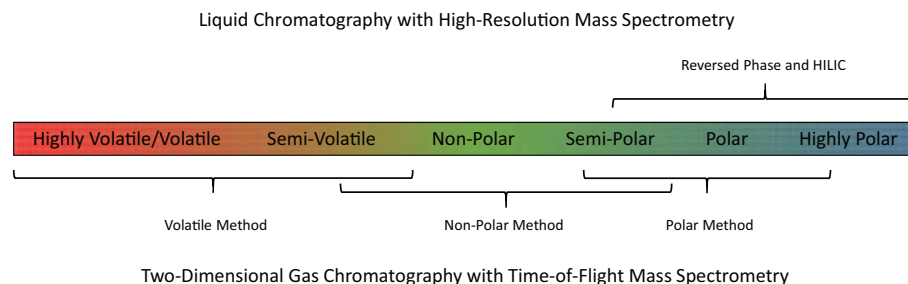 Liquid Chromatography with High-Resolution Mass Spectrometry
Reversed Phase and HILIC
Highly Volatile/Volatile Semi-Volatile Non-Polar Semi-Polar Polar Highly Polar
Volatile Method Non-Polar Method Polar Method
Two-Dimensional Gas Chromatography with Time-of-Flight Mass Spectrometry